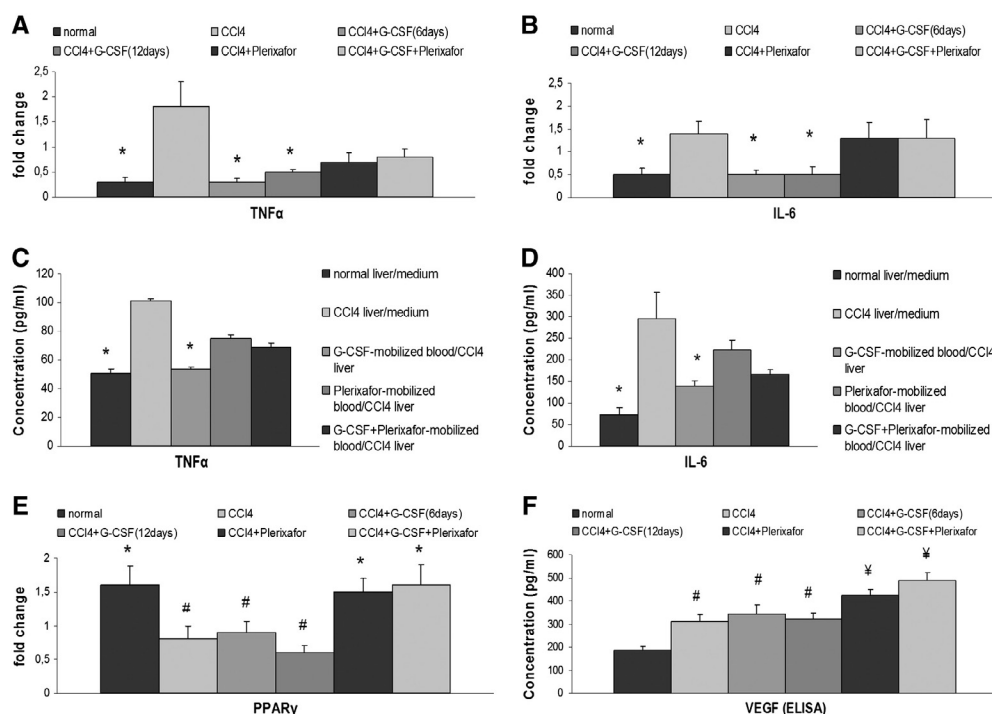 A
normal CCl4 CCl4+G-CSF(6days)
CCl4+G-CSF(12days) CCl4+Plerixafor CCl4+G-CSF+Plerixafor
fold change
2,5
2
1,5
1
0,5
0
* * *
TNFα
B
normal CCl4 CCl4+G-CSF(6days)
CCl4+G-CSF(12days) CCl4+Plerixafor CCl4+G-CSF+Plerixafor
fold change
2,5
2
1,5
1
0,5
0
* * *
IL-6
C
Concentration (pg/ml)
120
100
80
60
40
20
0
* *
TNFα
normal liver/medium
CCl4 liver/medium
G-CSF-mobilized blood/CCl4
liver
Plerixafor-mobilized
blood/CCl4 liver
G-CSF+Plerixafor-mobilized
blood/CCl4 liver
D
Concentration (pg/ml)
400
350
300
250
200
150
100
50
0
* *
IL-6
normal liver/medium
CCl4 liver/medium
G-CSF-mobilized blood/CCl4
liver
Plerixafor-mobilized
blood/CCl4 liver
G-CSF+Plerixafor-mobilized
blood/CCl4 liver
E
normal CCl4 CCl4+G-CSF(6days)
CCl4+G-CSF(12days) CCl4+Plerixafor CCl4+G-CSF+Plerixafor
fold change
2
1,5
1
0,5
0
* # # # * *
PPARγ
F
normal CCl4 CCl4+G-CSF(6days)
CCl4+G-CSF(12days) CCl4+Plerixafor CCl4+G-CSF+Plerixafor
Concentration (pg/ml)
600
500
400
300
200
100
0
# # # ¥ ¥
VEGF (ELISA)